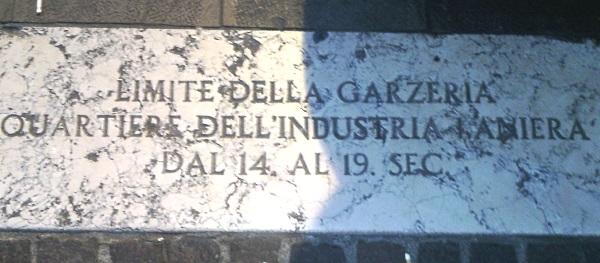 LIMITE DELLA GARZERIA
QUARTIERE DELL'INDUSTRIA LANIERA
DAL 14. AL 19. SEC.